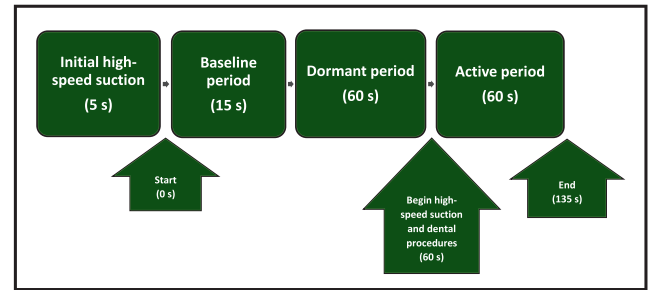 Initial high-
speed suction
(5 s)
Baseline
period
(15 s)
Dormant period
(60 s)
Active period
(60 s)
Start
(0 s)
Begin high-
speed suction
and dental
procedures
(60 s)
End
(135 s)